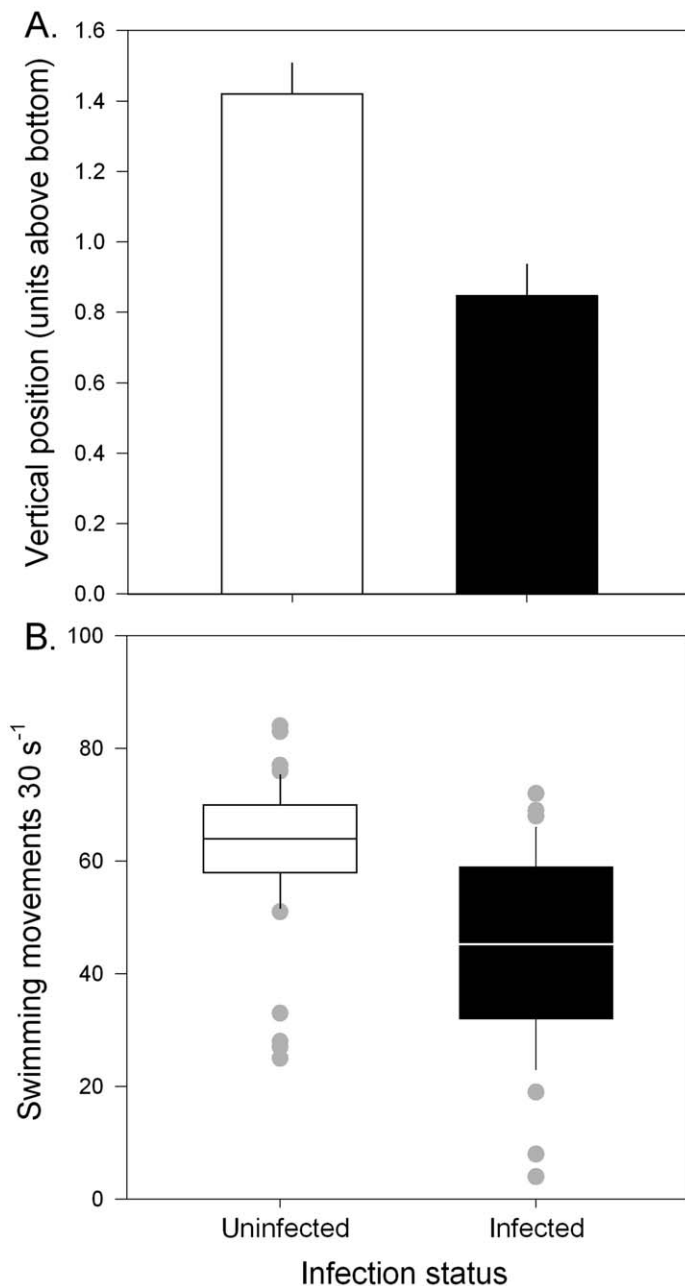 A.
Vertical position (units above bottom)
1.6
1.4
1.2
1.0
0.8
0.6
0.4
0.2
0.0
B.
Swimming movements 30 s⁻¹
100
80
60
40
20
0
Uninfected
Infected
Infection status